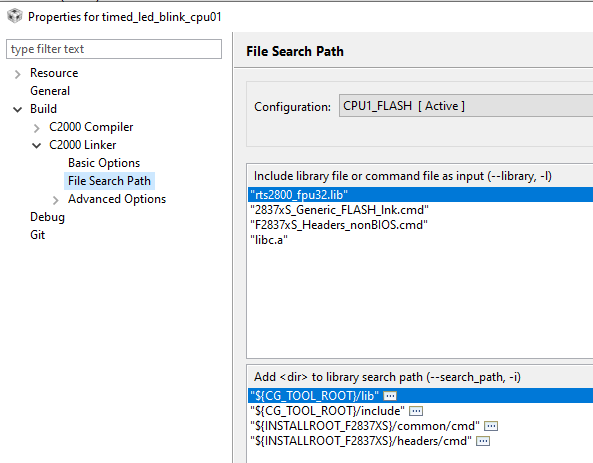 Properties for timed_led_blink_cpu01
type filter text
Resource
General
Build
C2000 Compiler
C2000 Linker
Basic Options
File Search Path
Advanced Options
Debug
Git
File Search Path
Configuration: CPU1_FLASH [ Active ]
Include library file or command file as input (--library, -l)
"rts2800_fpu32.lib"
"2837xS_Generic_FLASH_lnk.cmd"
"F2837xS_Headers_nonBIOS.cmd"
"libc.a"
Add <dir> to library search path (--search_path, -i)
"${CG_TOOL_ROOT}/lib"
"${CG_TOOL_ROOT}/include"
"${INSTALLROOT_F2837XS}/common/cmd"
"${INSTALLROOT_F2837XS}/headers/cmd"